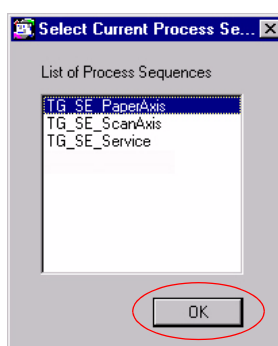 Select Current Process Se...
List of Process Sequences
TG_SE_PaperAxis
TG_SE_ScanAxis
TG_SE_Service
OK